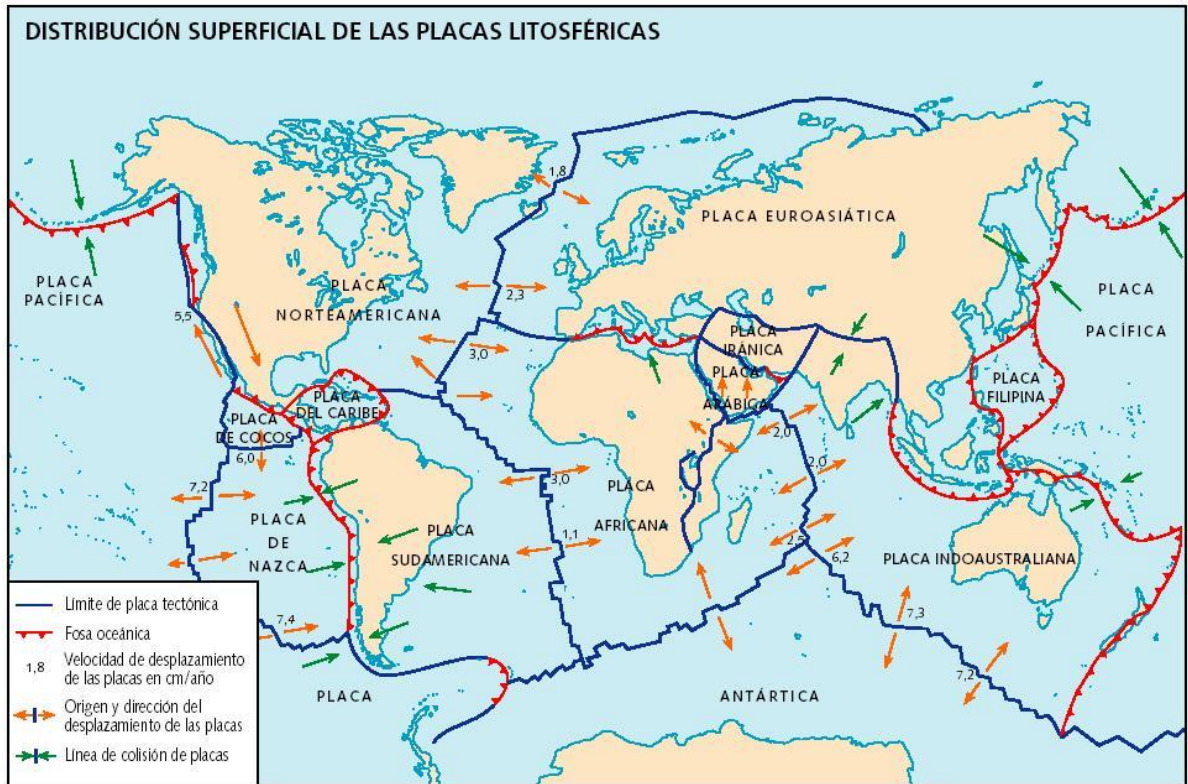 DISTRIBUCIÓN SUPERFICIAL DE LAS PLACAS LITOSFÉRICAS
1,8
PLACA EUROASIÁTICA
PLACA
PACÍFICA
PLACA
NORTEAMERICANA
2,3
5,5
3,0
PLACA
IRÁNICA
PLACA
ARÁBICA
PLACA
PACÍFICA
PLACA
FILIPINA
PLACA
DEL CARIBE
PLACA
DE COCOS
6,0
2,0
2,0
7,2
3,0
PLACA
AFRICANA
1,1
PLACA
DE
NAZCA
PLACA
SUDAMERICANA
2,5
6,2
PLACA INDOAUSTRALIANA
7,4
7,3
7,2
PLACA
ANTÁRTICA
Límite de placa tectónica
Fosa oceánica
1,8
Velocidad de desplazamiento
de las placas en cm/año
Origen y dirección del
desplazamiento de las placas
Línea de colisión de placas